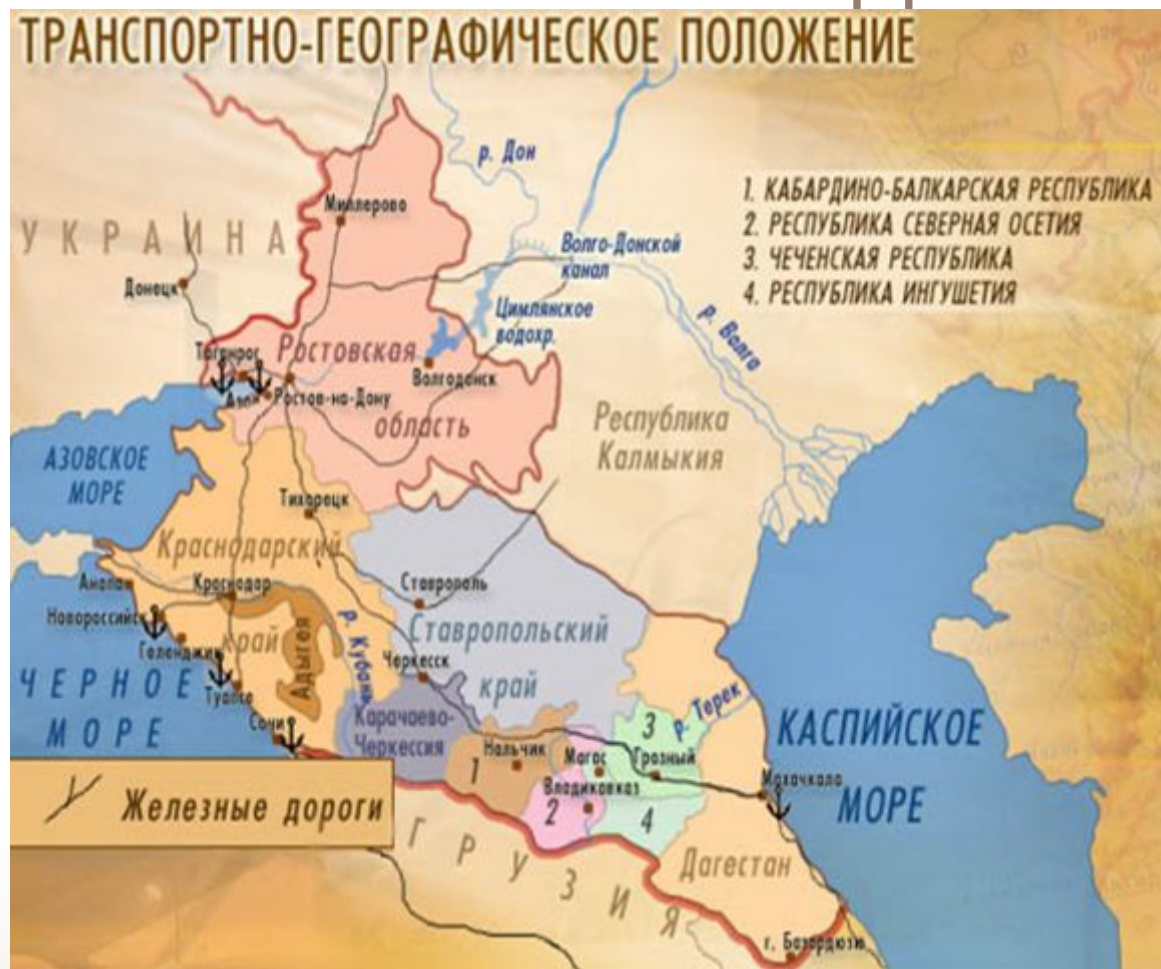 ТРАНСПОРТНО-ГЕОГРАФИЧЕСКОЕ ПОЛОЖЕНИЕ
р. Дон
1. КАБАРДИНО-БАЛКАРСКАЯ РЕСПУБЛИКА
2. РЕСПУБЛИКА СЕВЕРНАЯ ОСЕТИЯ
3. ЧЕЧЕНСКАЯ РЕСПУБЛИКА
4. РЕСПУБЛИКА ИНГУШЕТИЯ
Миллерово
УКРАИНА
Волго-Донской
канал
Донецк
Цимлянское
водохр.
р. Волга
Таганрог
Ростовская
область
Волгодонск
Азов
Ростов-на-Дону
Республика
Калмыкия
АЗОВСКОЕ
МОРЕ
Тихорецк
Краснодарский
край
Анапа
Краснодар
Ставрополь
Новороссийск
Ставропольский
край
Геленджик
Адыгея
р. Кубань
Черкесск
ЧЕРНОЕ
МОРЕ
Туапсе
Сочи
Карачаево-
Черкессия
3
р. Терек
КАСПИЙСКОЕ
МОРЕ
Нальчик
1
Магас
Грозный
Владикавказ
2
4
Махачкала
Железные дороги
ГРУЗИЯ
Дагестан
г. Базардюзю